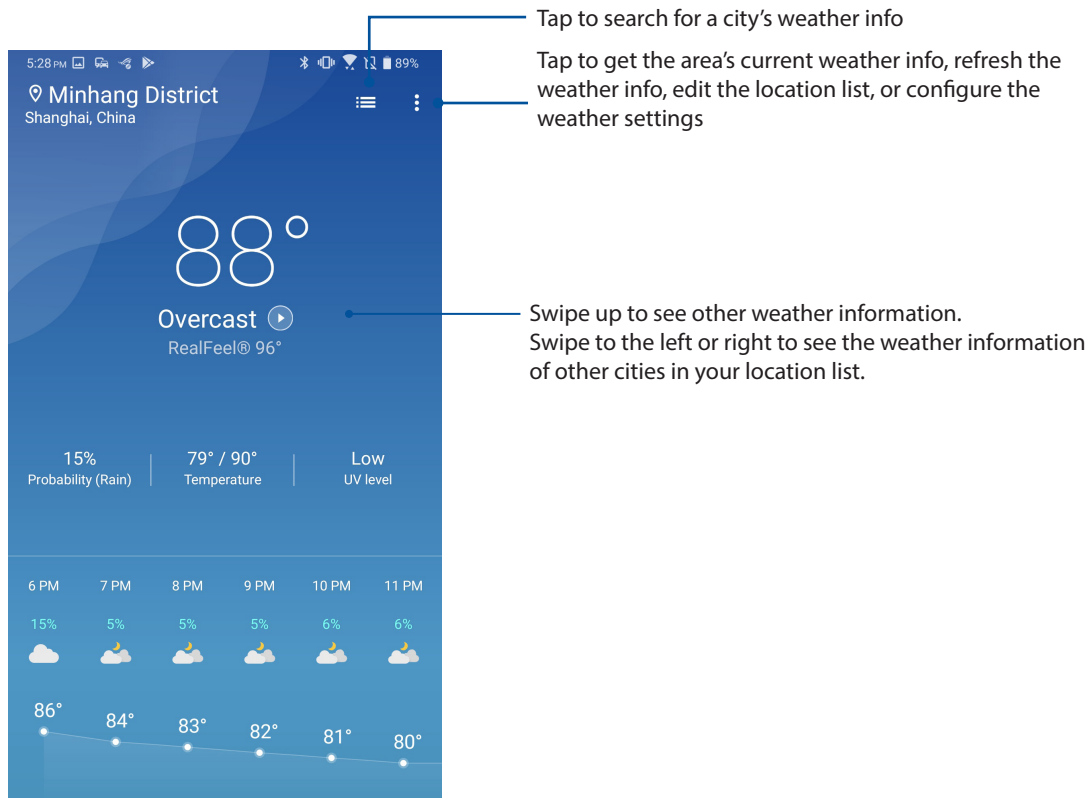 Tap to search for a city's weather info
Tap to get the area's current weather info, refresh the
weather info, edit the location list, or configure the
weather settings
5:28 PM 89%
Minhang District
Shanghai, China
88°
Overcast
RealFeel® 96°
Swipe up to see other weather information.
Swipe to the left or right to see the weather information
of other cities in your location list.
15% 79° / 90° Low
Probability (Rain) Temperature UV level
6 PM 7 PM 8 PM 9 PM 10 PM 11 PM
15% 5% 5% 5% 6% 6%
86° 84° 83° 82° 81° 80°